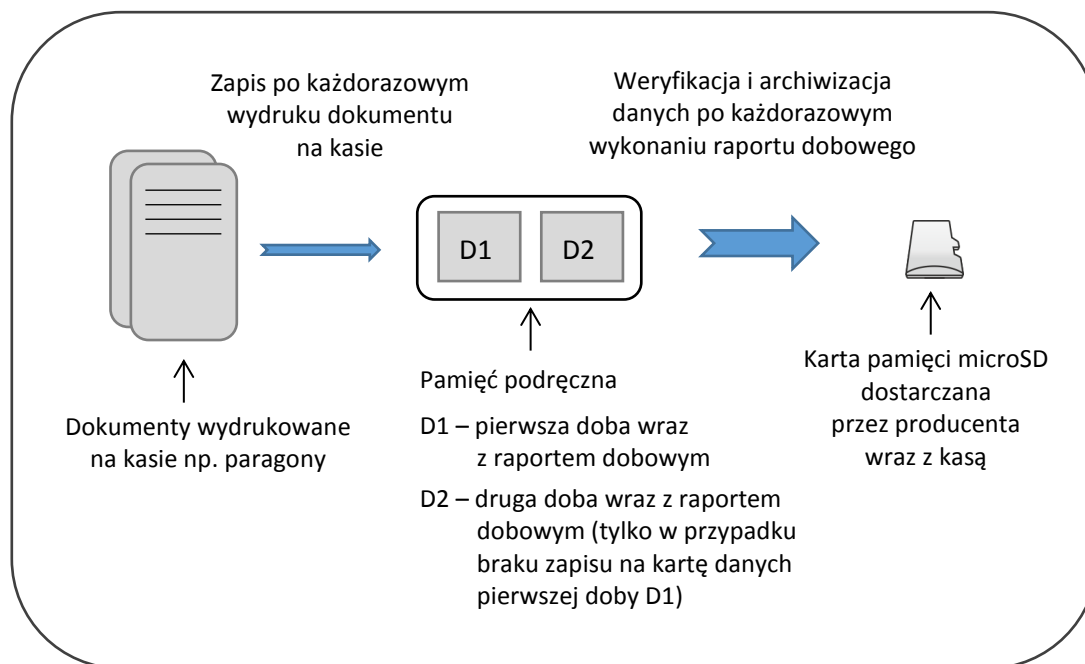 Zapis po każdorazowym
wydruku dokumentu
na kasie
Weryfikacja i archiwizacja
danych po każdorazowym
wykonaniu raportu dobowego
D1
D2
Dokumenty wydrukowane
na kasie np. paragony
Pamięć podręczna
D1 – pierwsza doba wraz
z raportem dobowym
D2 – druga doba wraz z raportem
dobowym (tylko w przypadku
braku zapisu na kartę danych
pierwszej doby D1)
Karta pamięci microSD
dostarczana
przez producenta
wraz z kasą